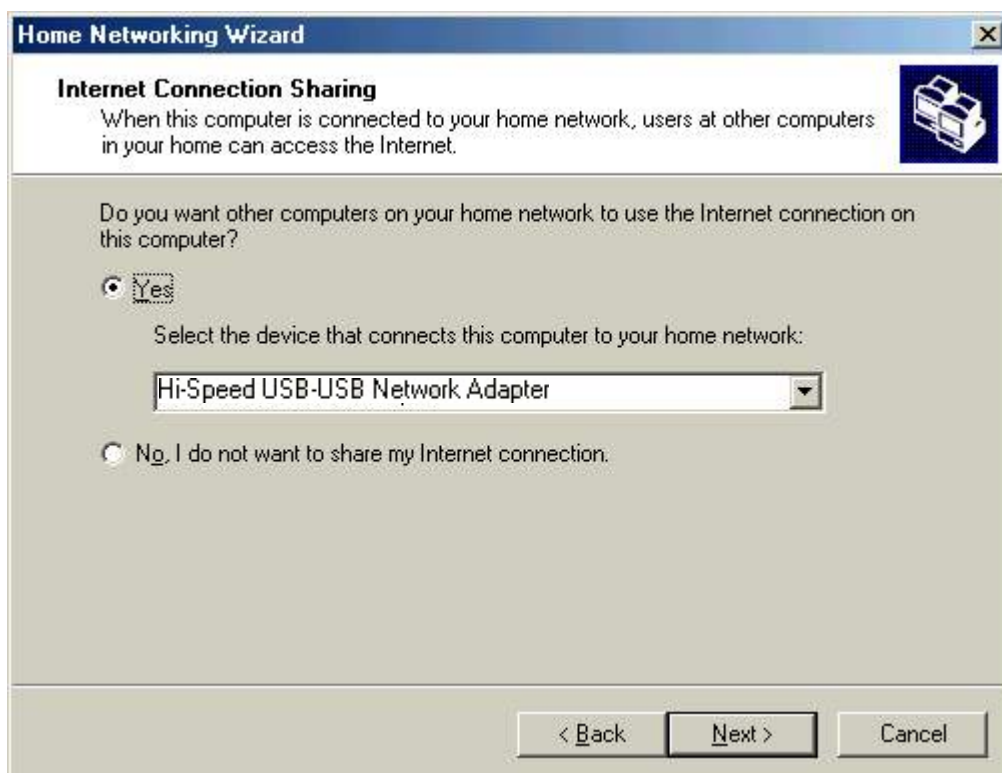 Home Networking Wizard
Internet Connection Sharing
When this computer is connected to your home network, users at other computers
in your home can access the Internet.
Do you want other computers on your home network to use the Internet connection on
this computer?
Yes
Select the device that connects this computer to your home network:
Hi-Speed USB-USB Network Adapter
No, I do not want to share my Internet connection.
< Back
Next >
Cancel